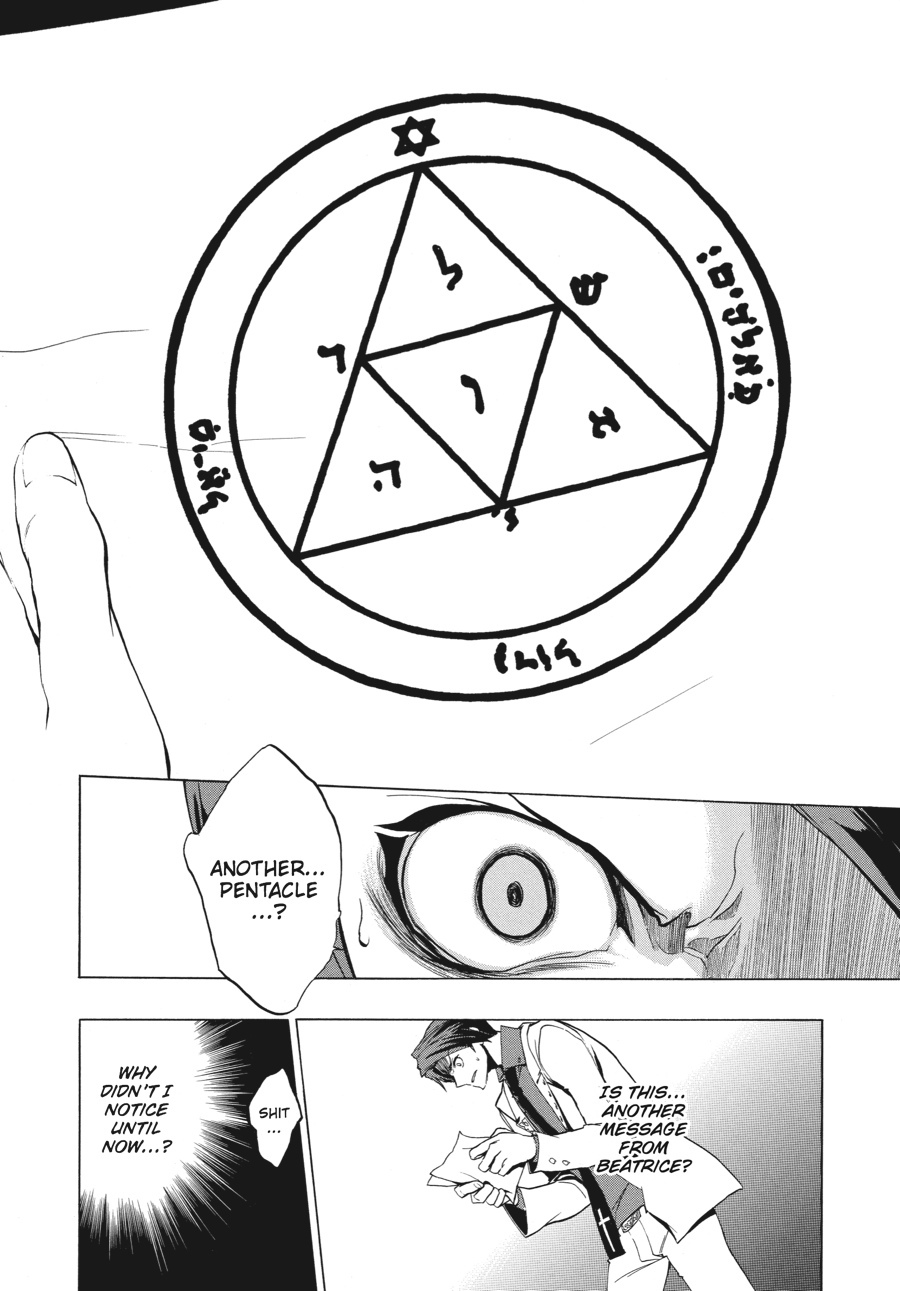 ANOTHER...
PENTACLE
...?
IS THIS...
ANOTHER
MESSAGE
FROM
BEATRICE?
SHIT
...
WHY
DIDN'T I
NOTICE
UNTIL
NOW...?